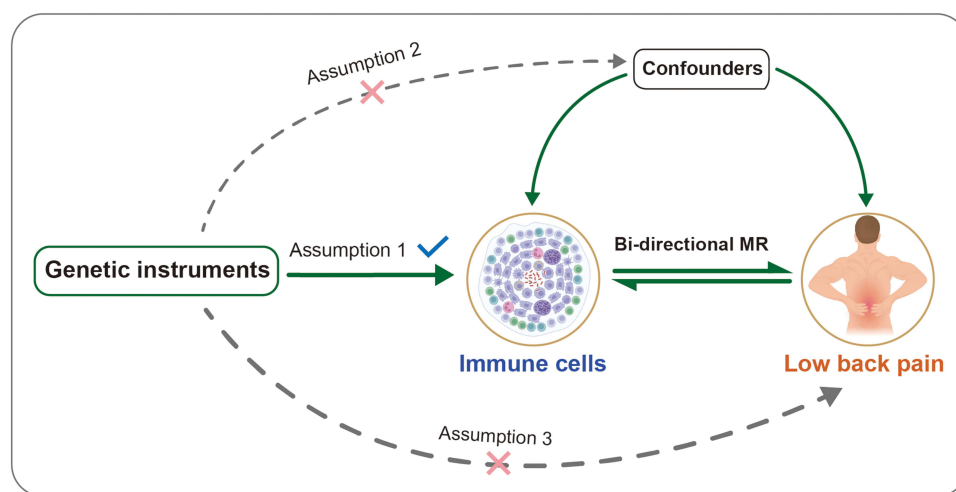 Assumption 2
Confounders
Genetic instruments
Assumption 1
Bi-directional MR
Immune cells
Low back pain
Assumption 3